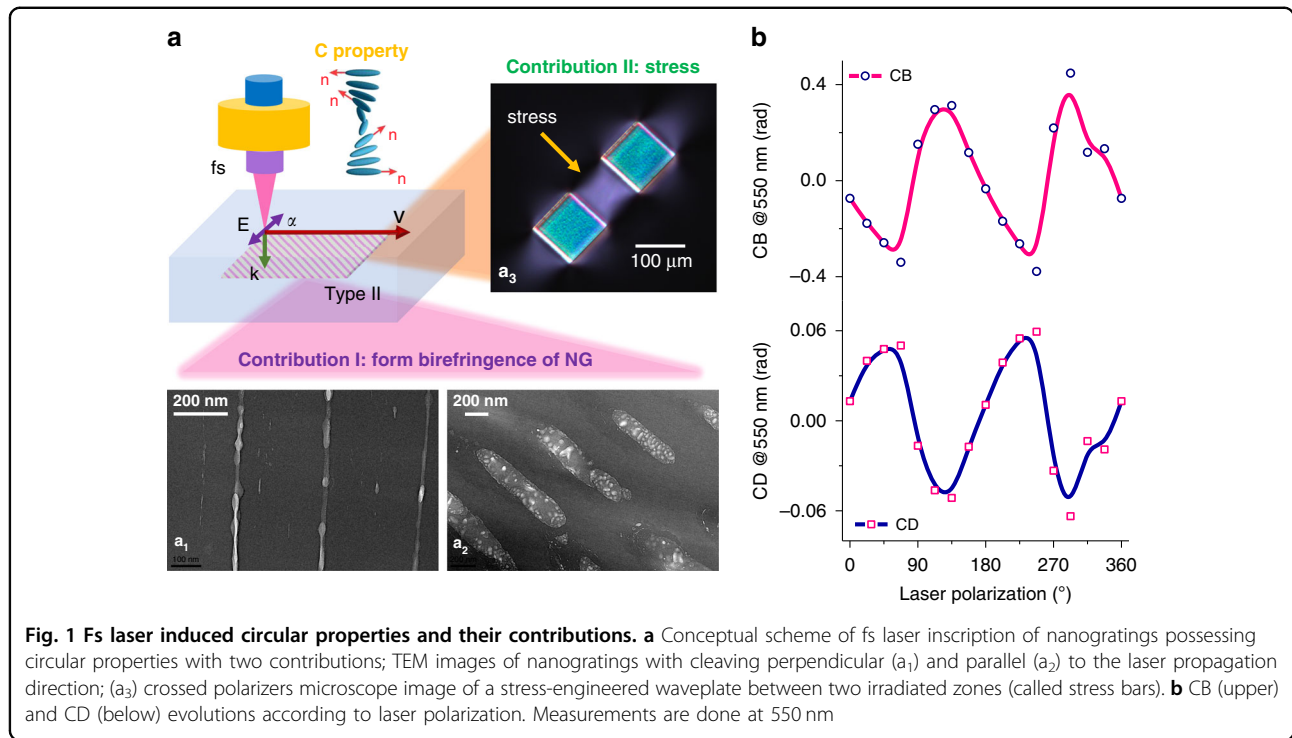 a
C property
n
n
n
n
fs
E
α
V
k
Type II
Contribution II: stress
stress
100 μm
a3
Contribution I: form birefringence of NG
200 nm
a1
100 nm
200 nm
a2
b
CB
0.4
0.0
−0.4
CB @550 nm (rad)
0.06
0.00
−0.06
CD @550 nm (rad)
CD
0 90 180 270 360
Laser polarization (°)
Fig. 1 Fs laser induced circular properties and their contributions. a Conceptual scheme of fs laser inscription of nanogratings possessing
circular properties with two contributions; TEM images of nanogratings with cleaving perpendicular (a1) and parallel (a2) to the laser propagation
direction; (a3) crossed polarizers microscope image of a stress-engineered waveplate between two irradiated zones (called stress bars). b CB (upper)
and CD (below) evolutions according to laser polarization. Measurements are done at 550 nm